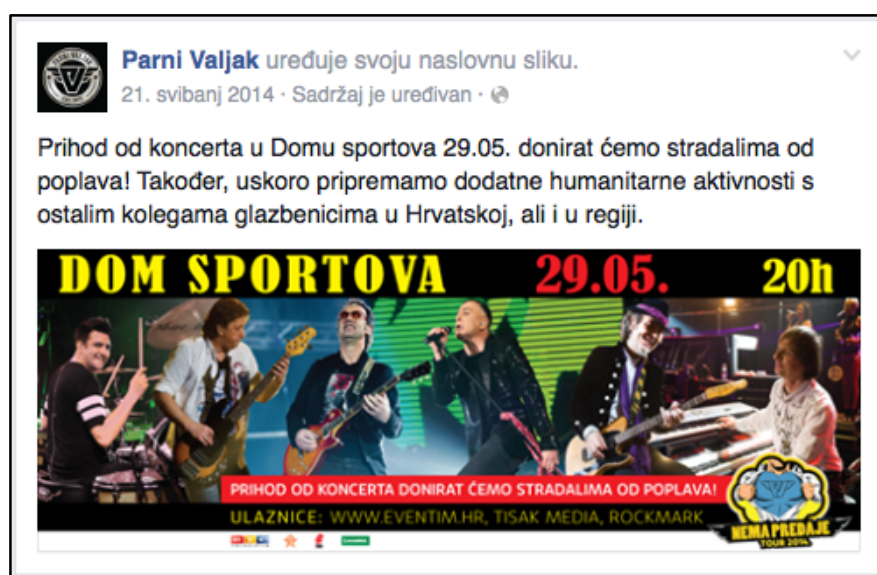 Parni Valjak uređuje svoju naslovnu sliku.
21. svibanj 2014 · Sadržaj je uređivan ·
Prihod od koncerta u Domu sportova 29.05. donirat ćemo stradalima od
poplava! Također, uskoro pripremamo dodatne humanitarne aktivnosti s
ostalim kolegama glazbenicima u Hrvatskoj, ali i u regiji.
DOM SPORTOVA 29.05. 20h
PRIHOD OD KONCERTA DONIRAT ĆEMO STRADALIMA OD POPLAVA!
ULAZNICE: WWW.EVENTIM.HR, TISAK MEDIA, ROCKMARK
NEMA PREDAJE
TOUR 2014